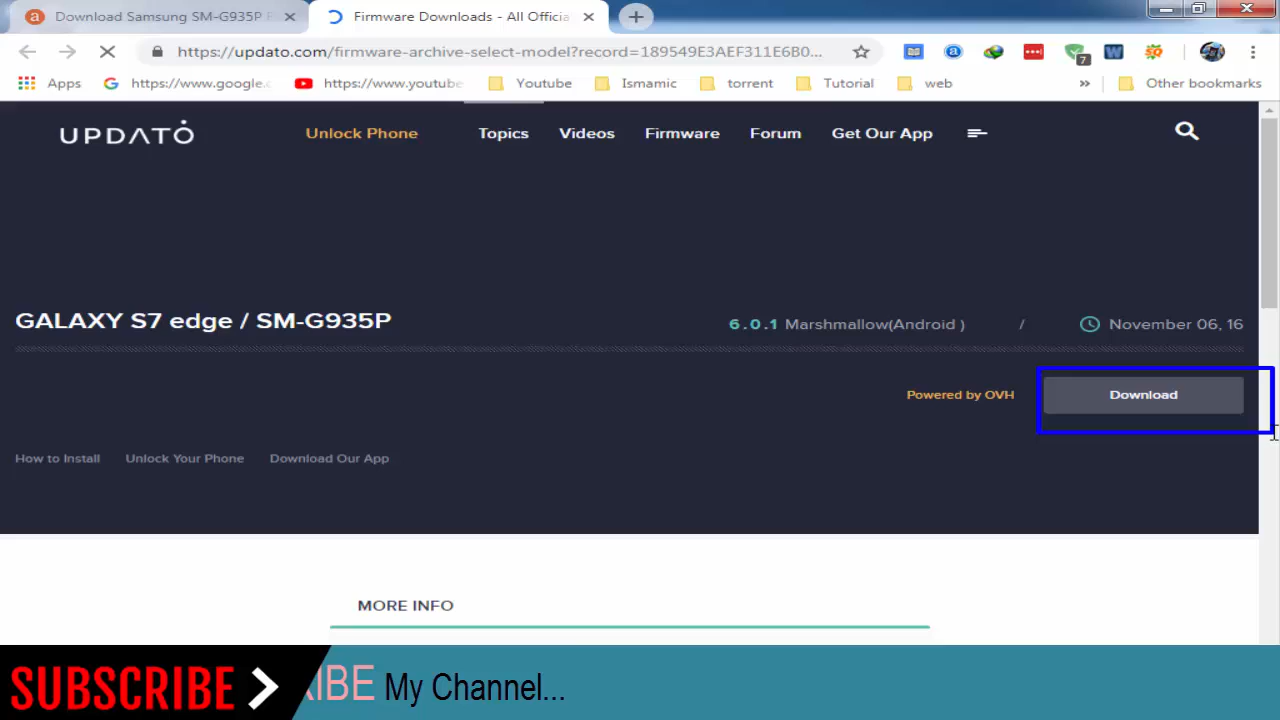 Download Samsung SM-G935P
Firmware Downloads - All Officia
https://updato.com/firmware-archive-select-model?record=189549E3AEF311E6B0...
7
W
Apps
https://www.google.c
https://www.youtube
Youtube
Ismamic
torrent
Tutorial
web
»
Other bookmarks
UPDATO
Unlock Phone
Topics
Videos
Firmware
Forum
Get Our App
GALAXY S7 edge / SM-G935P
6.0.1 Marshmallow(Android )
/
November 06, 16
Powered by OVH
Download
How to Install
Unlock Your Phone
Download Our App
MORE INFO
SUBSCRIBE
RIBE My Channel...